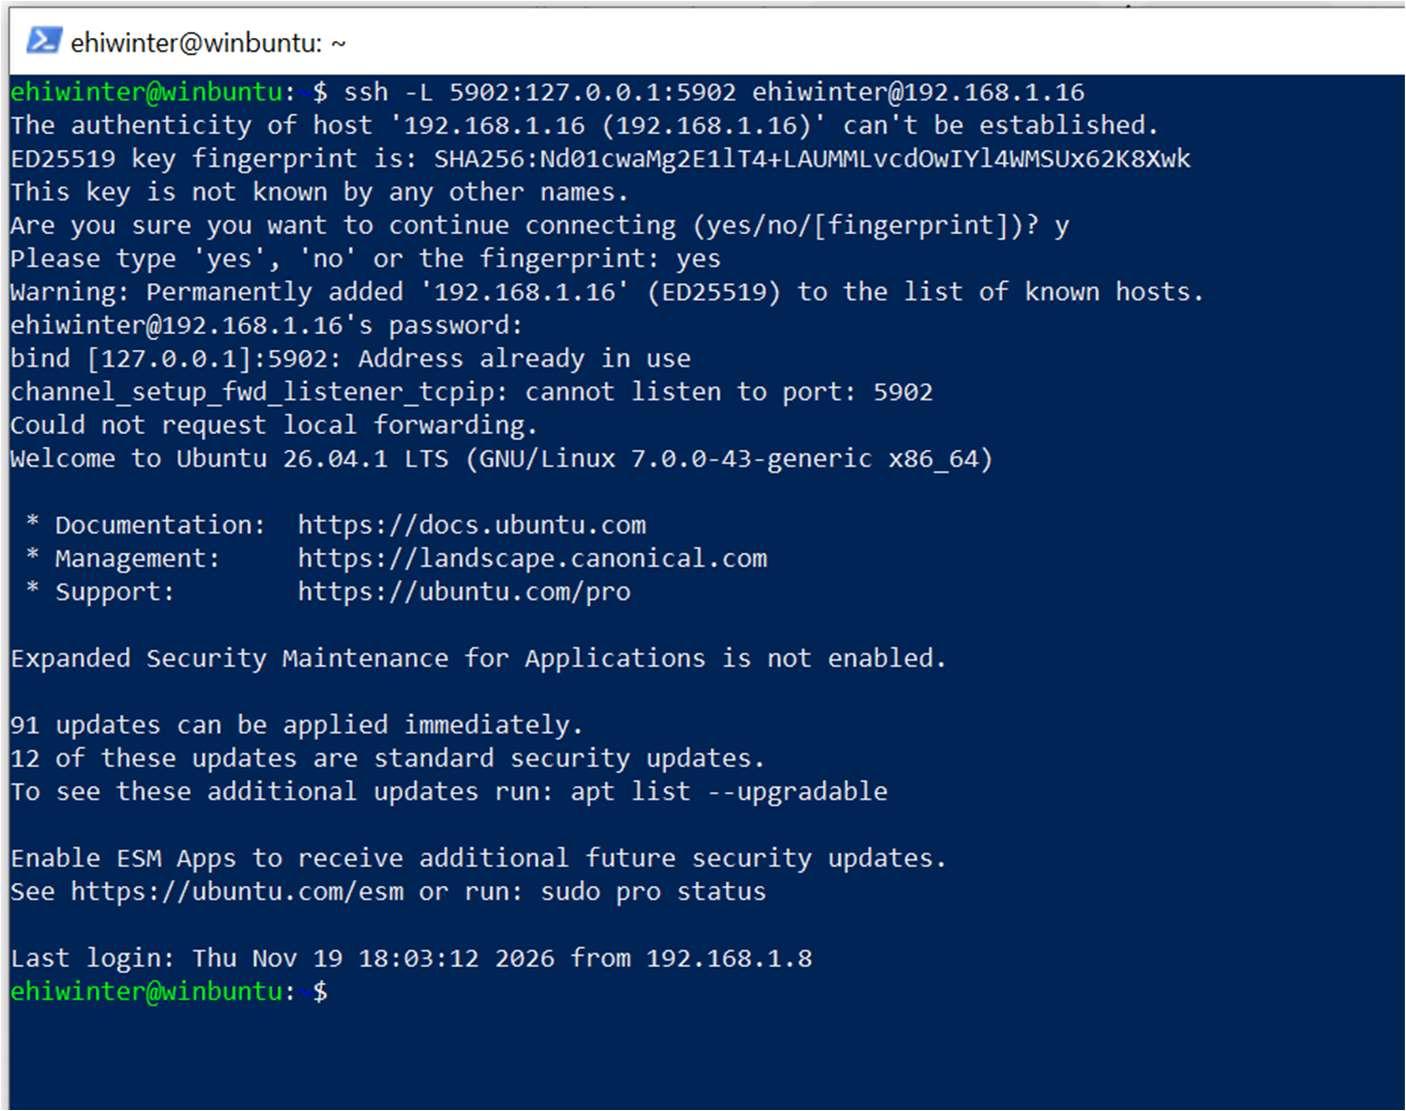 ehiwinter@winbuntu: ~
ehiwinter@winbuntu:~$ ssh -L 5902:127.0.0.1:5902 ehiwinter@192.168.1.16
The authenticity of host '192.168.1.16 (192.168.1.16)' can't be established.
ED25519 key fingerprint is: SHA256:Nd01cwaMg2E1lT4+LAUMMLvcdOwIYl4WMSUx62K8Xwk
This key is not known by any other names.
Are you sure you want to continue connecting (yes/no/[fingerprint])? y
Please type 'yes', 'no' or the fingerprint: yes
Warning: Permanently added '192.168.1.16' (ED25519) to the list of known hosts.
ehiwinter@192.168.1.16's password:
bind [127.0.0.1]:5902: Address already in use
channel_setup_fwd_listener_tcpip: cannot listen to port: 5902
Could not request local forwarding.
Welcome to Ubuntu 26.04.1 LTS (GNU/Linux 7.0.0-43-generic x86_64)
* Documentation:  https://docs.ubuntu.com
* Management:     https://landscape.canonical.com
* Support:        https://ubuntu.com/pro
Expanded Security Maintenance for Applications is not enabled.
91 updates can be applied immediately.
12 of these updates are standard security updates.
To see these additional updates run: apt list --upgradable
Enable ESM Apps to receive additional future security updates.
See https://ubuntu.com/esm or run: sudo pro status
Last login: Thu Nov 19 18:03:12 2026 from 192.168.1.8
ehiwinter@winbuntu:~$